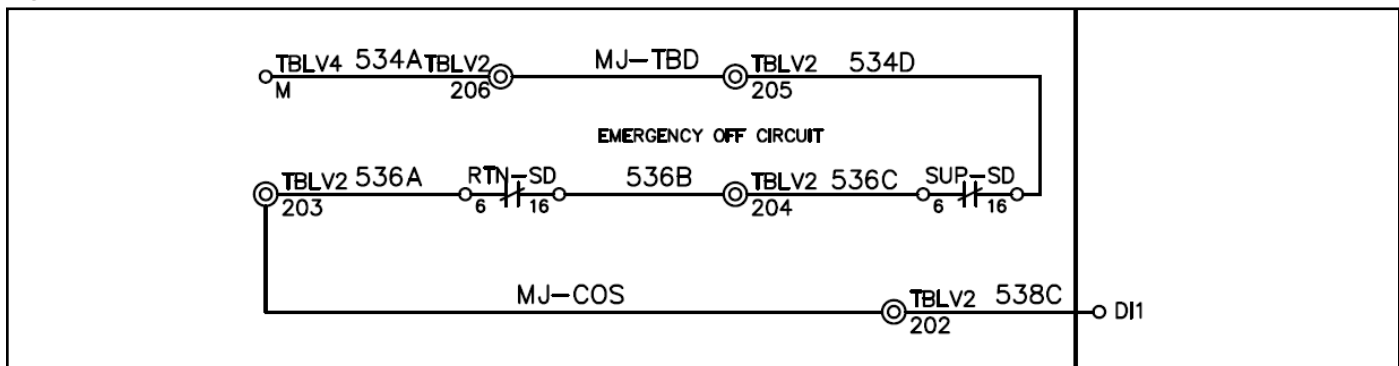 TBLV4 534A TBLV2 MJ-TBD TBLV2 534D
M 206 205
EMERGENCY OFF CIRCUIT
TBLV2 536A RTN-SD 536B TBLV2 536C SUP-SD
203 6 16 204 6 16
MJ-COS TBLV2 538C DI1
202